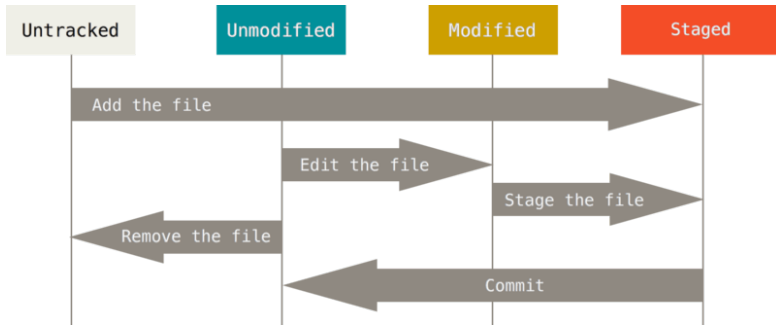 Untracked
Unmodified
Modified
Staged
Add the file
Edit the file
Stage the file
Remove the file
Commit